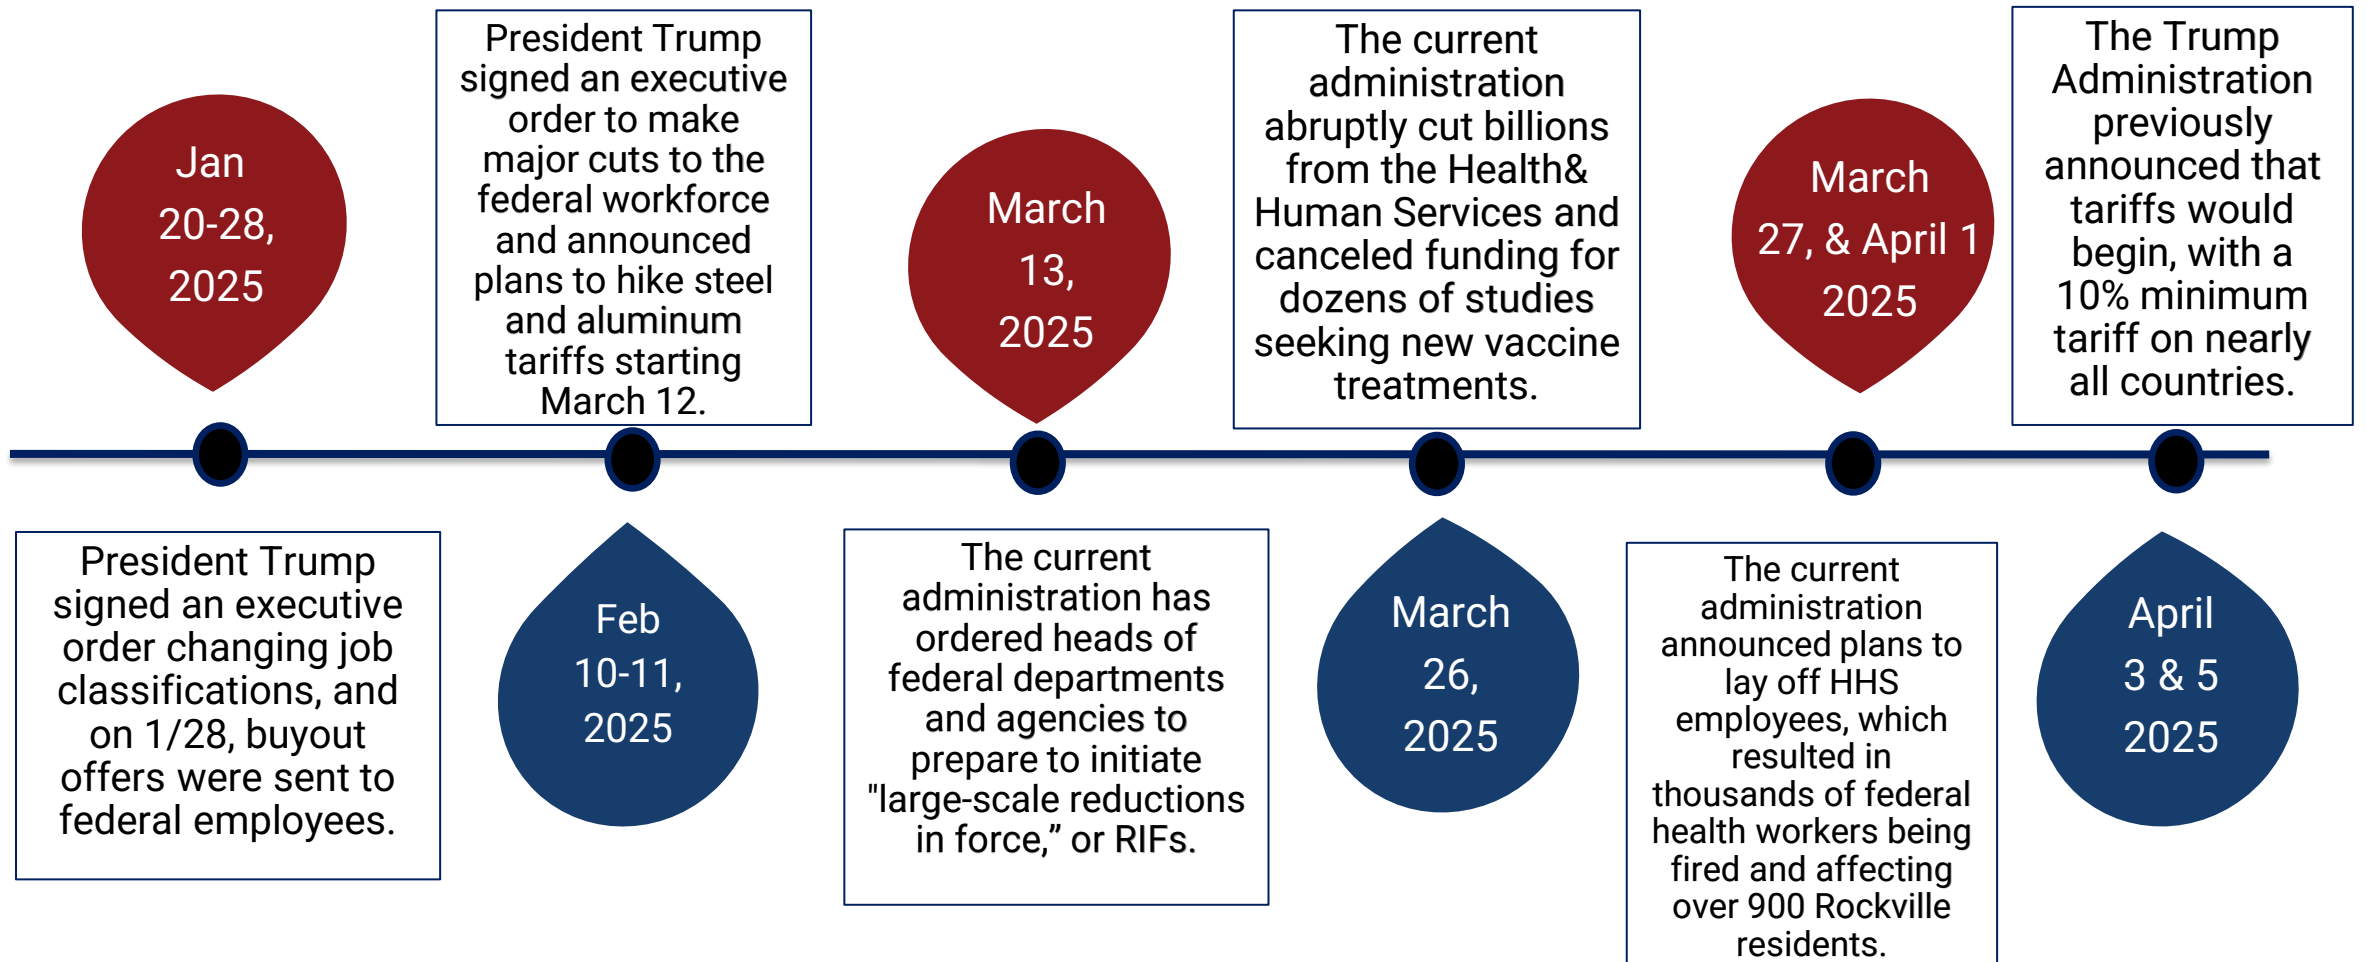 Jan
20-28,
2025
President Trump
signed an executive
order changing job
classifications, and
on 1/28, buyout
offers were sent to
federal employees.
President Trump
signed an executive
order to make
major cuts to the
federal workforce
and announced
plans to hike steel
and aluminum
tariffs starting
March 12.
Feb
10-11,
2025
March
13,
2025
The current
administration has
ordered heads of
federal departments
and agencies to
prepare to initiate
"large-scale reductions
in force,” or RIFs.
The current
administration
abruptly cut billions
from the Health&
Human Services and
canceled funding for
dozens of studies
seeking new vaccine
treatments.
March
26,
2025
March
27, & April 1
2025
The current
administration
announced plans to
lay off HHS
employees, which
resulted in
thousands of federal
health workers being
fired and affecting
over 900 Rockville
residents.
The Trump
Administration
previously
announced that
tariffs would
begin, with a
10% minimum
tariff on nearly
all countries.
April
3 & 5
2025